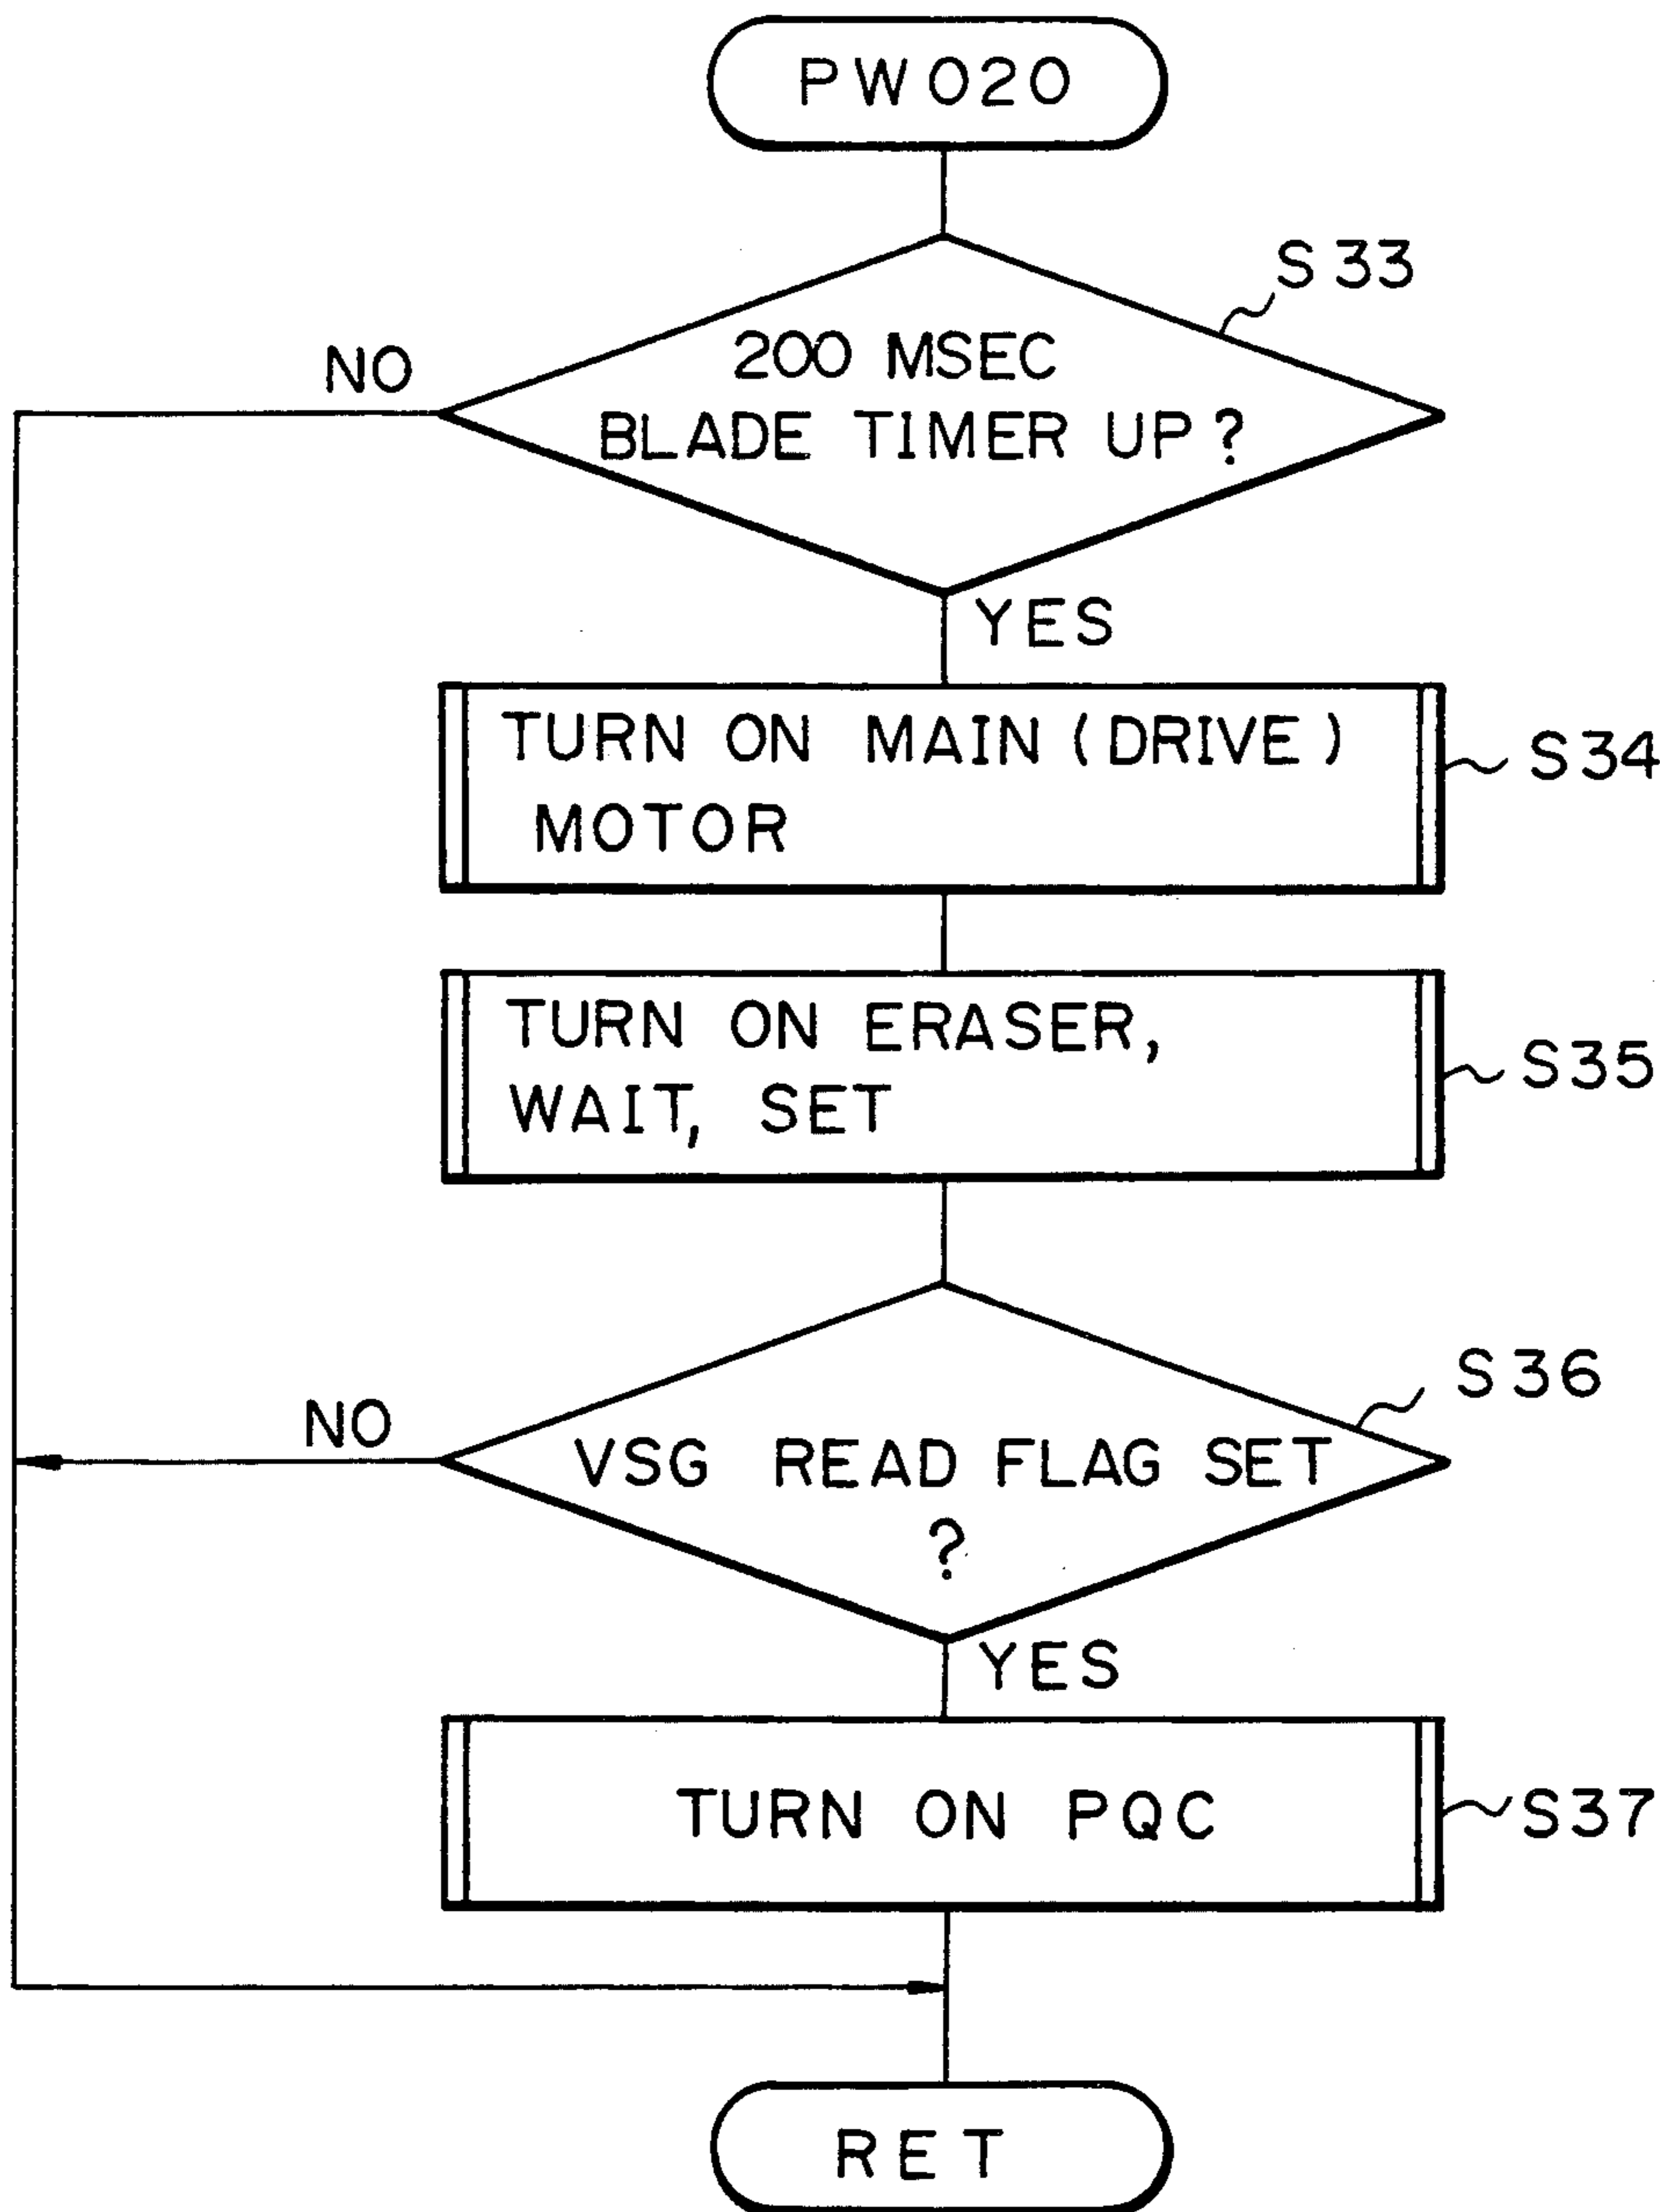 PW020
S33
NO
200 MSEC
BLADE TIMER UP?
YES
TURN ON MAIN (DRIVE)
MOTOR
S34
TURN ON ERASER,
WAIT, SET
S35
S36
NO
VSG READ FLAG SET
?
YES
TURN ON PQC
S37
RET